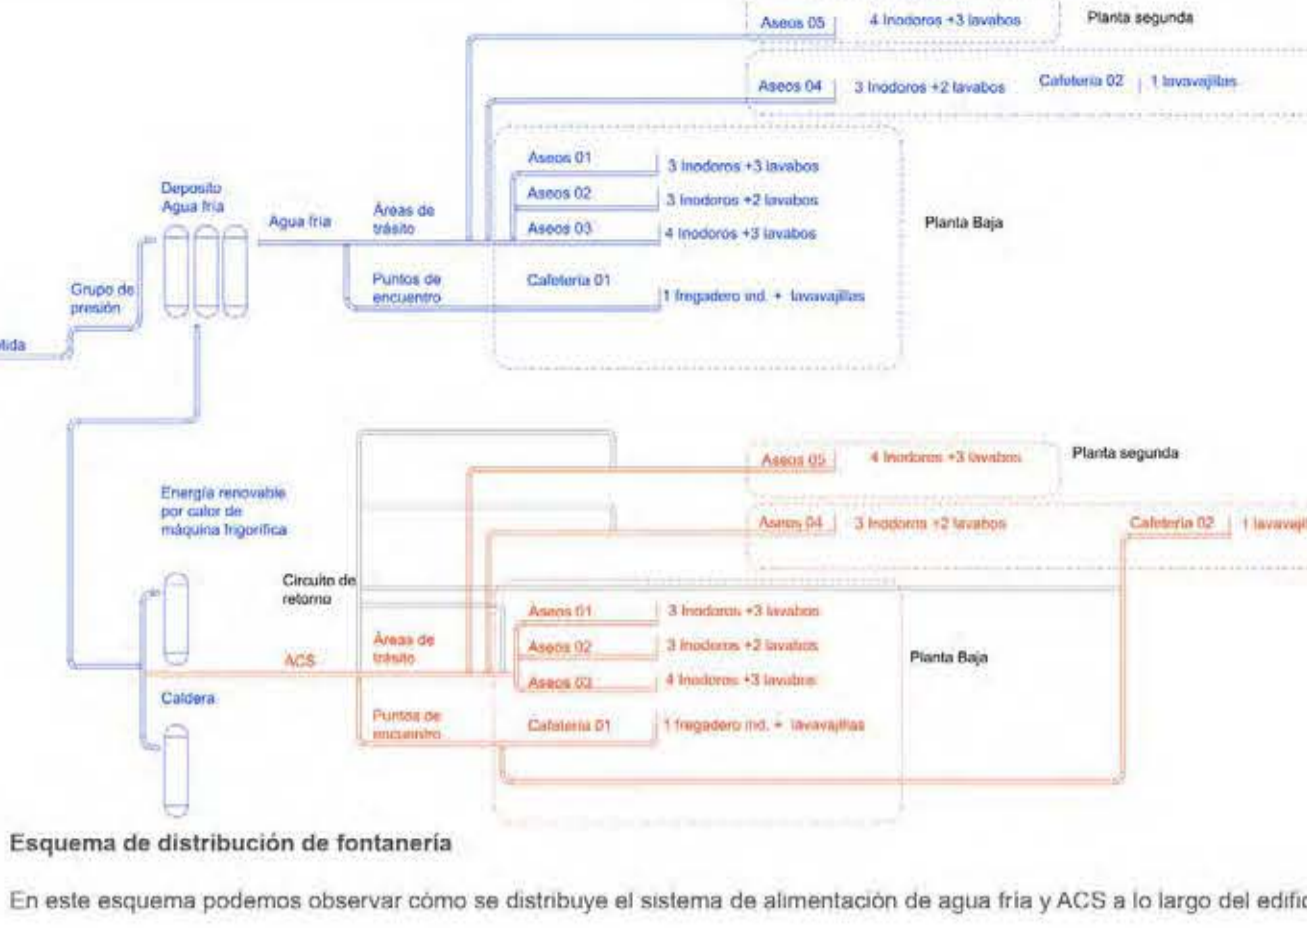 Aseos 05 4 Inodoros +3 lavabos Planta segunda
Aseos 04 3 Inodoros +2 lavabos Cafeteria 02 1 lavavajillas
Aseos 01 3 Inodoros +3 lavabos
Aseos 02 3 Inodoros +2 lavabos
Aseos 03 4 Inodoros +3 lavabos
Planta Baja
Deposito
Agua fria
Agua fria
Áreas de
trásito
Puntos de
encuentro
Cafeteria 01
1 fregadero ind. + lavavajillas
Grupo de
presión
Aseos 05 4 Inodoros +3 lavabos Planta segunda
Aseos 04 3 Inodoros +2 lavabos Cafeteria 02
Energía renovable
por calor de
máquina frigorífica
Circuito de
retorno
Aseos 01 3 Inodoros +3 lavabos
Aseos 02 3 Inodoros +2 lavabos
Aseos 03 4 Inodoros +3 lavabos
Planta Baja
ACS
Áreas de
trásito
Caldera
Puntos de
encuentro
Cafeteria 01
1 fregadero ind. + lavavajillas
Esquema de distribución de fontanería
En este esquema podemos observar cómo se distribuye el sistema de alimentación de agua fria y ACS a lo largo del